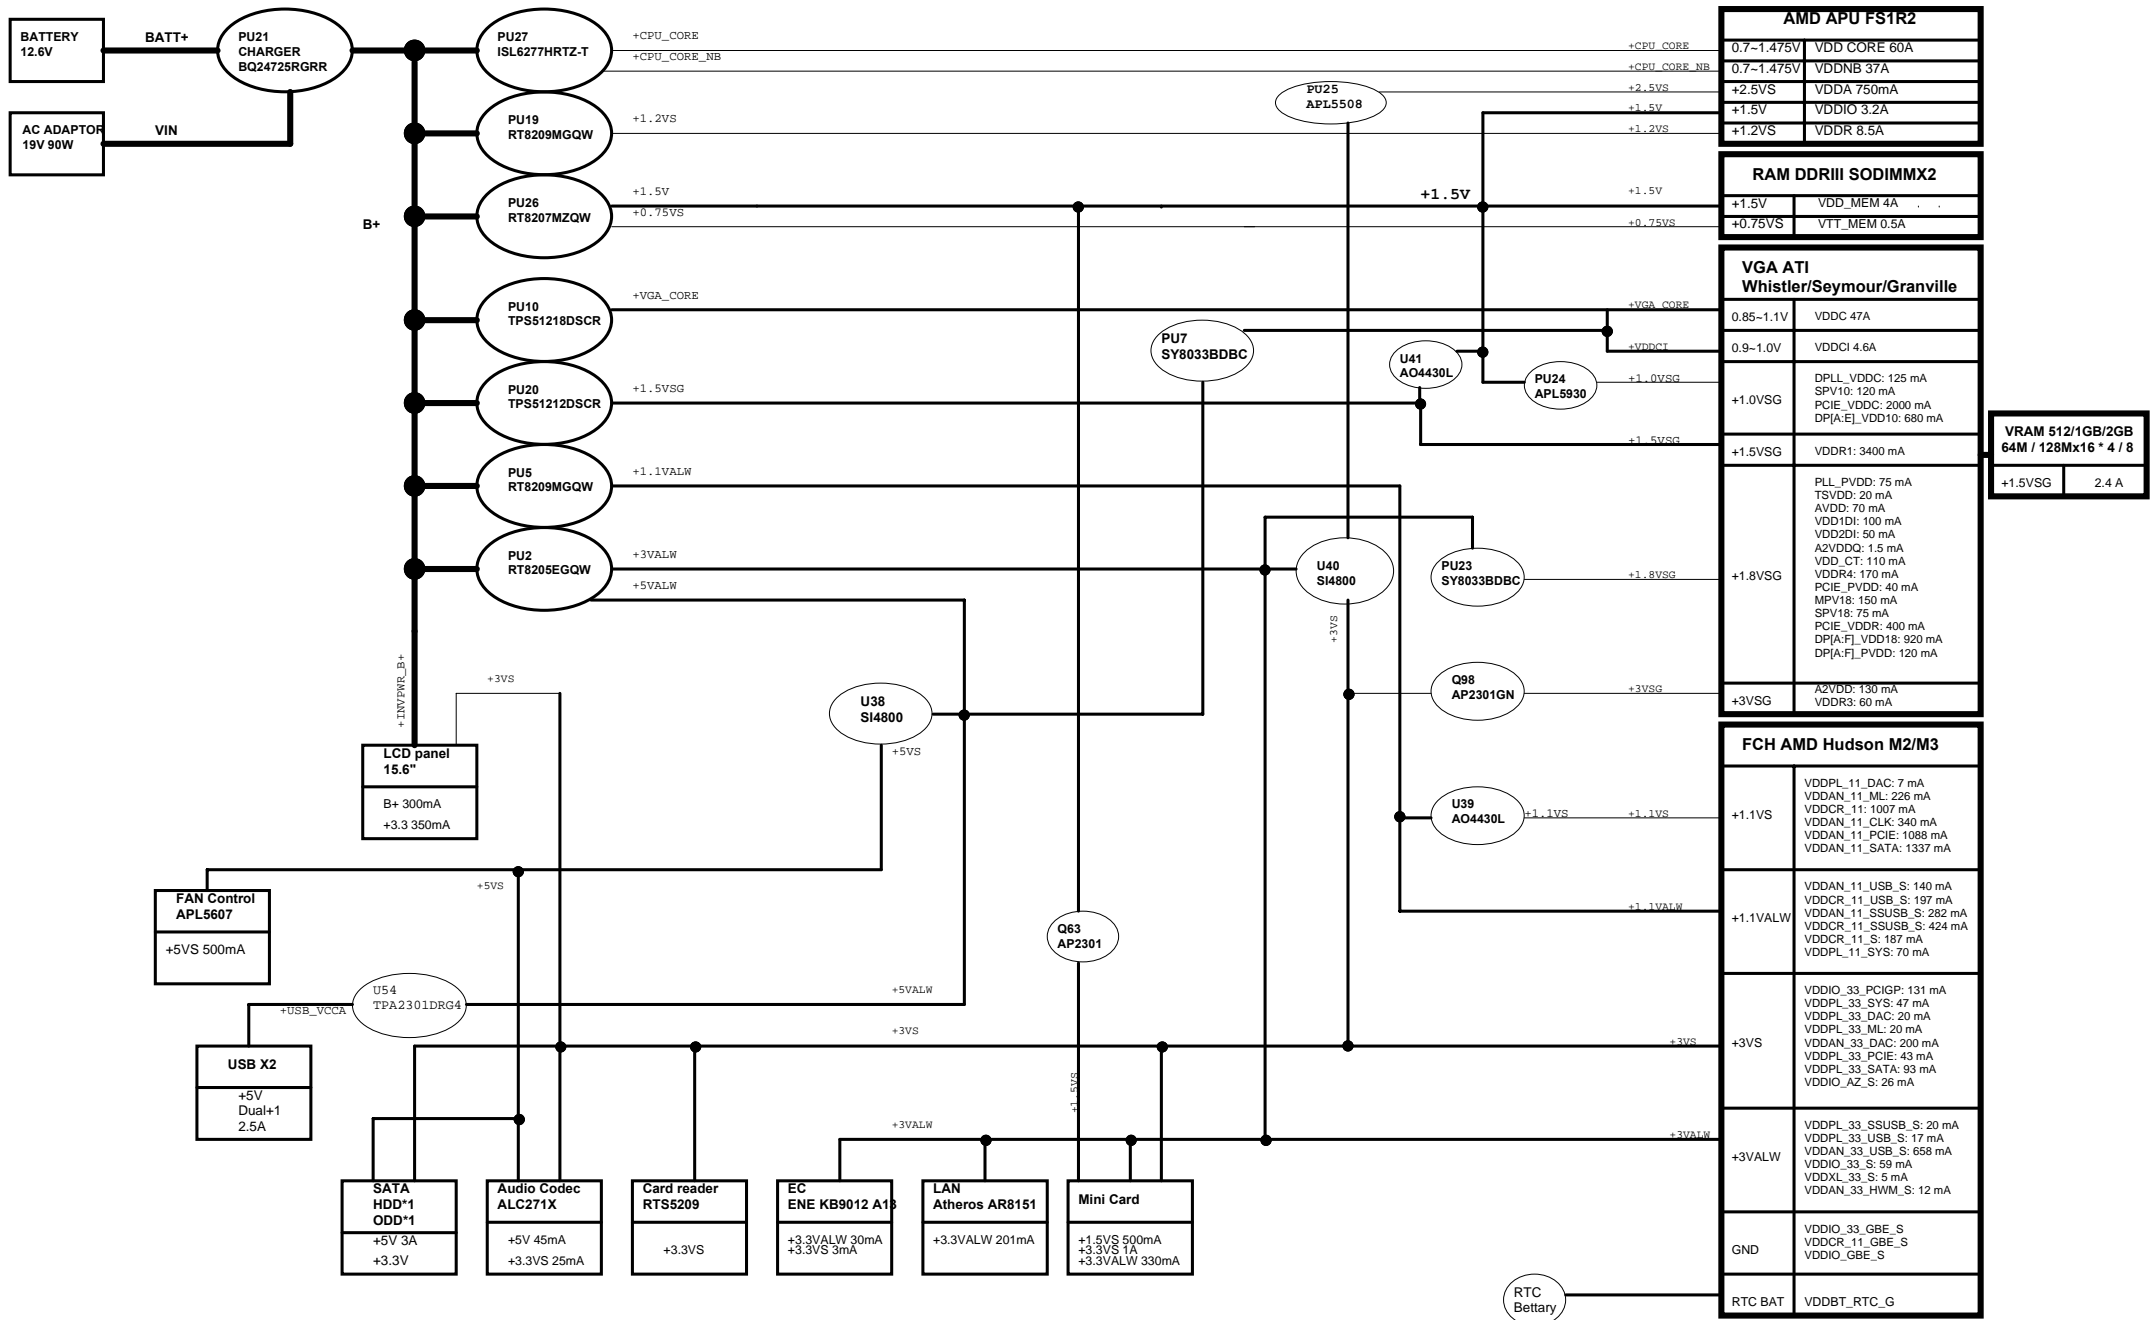 BATTERY
12.6V
BATT+
PU21
CHARGER
BQ24725RGRR
AC ADAPTOR
19V 90W
VIN
B+
PU27
ISL6277HRTZ-T
+CPU_CORE
+CPU_CORE_NB
+CPU_CORE
+CPU_CORE_NB
PU19
RT8209MGQW
+1.2VS
PU25
APL5508
+2.5VS
+1.5V
+1.2VS
PU26
RT8207MZQW
+1.5V
+0.75VS
+1.5V
+1.5V
+0.75VS
PU10
TPS51218DSCR
+VGA_CORE
+VGA_CORE
PU7
SY8033BDBC
+VDDCI
U41
AO4430L
PU24
APL5930
+1.0VSG
PU20
TPS51212DSCR
+1.5VSG
+1.5VSG
PU5
RT8209MGQW
+1.1VALW
PU2
RT8205EGQW
+3VALW
+5VALW
U40
SI4800
+3VS
PU23
SY8033BDBC
+1.8VSG
Q98
AP2301GN
+3VSG
+INVPWR_B+
+3VS
LCD panel
15.6"
B+ 300mA
+3.3 350mA
U38
SI4800
+5VS
U39
AO4430L
+1.1VS
+1.1VS
+5VS
FAN Control
APL5607
+5VS 500mA
Q63
AP2301
+1.1VALW
U54
TPA2301DRG4
+USB_VCCA
+5VALW
USB X2
+5V
Dual+1
2.5A
+3VS
+3VS
+1.5VS
+3VALW
+3VALW
SATA
HDD*1
ODD*1
+5V 3A
+3.3V
Audio Codec
ALC271X
+5V 45mA
+3.3VS 25mA
Card reader
RTS5209
+3.3VS
EC
ENE KB9012 A13
+3.3VALW 30mA
+3.3VS 3mA
LAN
Atheros AR8151
+3.3VALW 201mA
Mini Card
+1.5VS 500mA
+3.3VS 1A
+3.3VALW 330mA
RTC
Bettary
AMD APU FS1R2
0.7~1.475V VDD CORE 60A
0.7~1.475V VDDNB 37A
+2.5VS VDDA 750mA
+1.5V VDDIO 3.2A
+1.2VS VDDR 8.5A
RAM DDRIII SODIMMX2
+1.5V VDD_MEM 4A . .
+0.75VS VTT_MEM 0.5A
VGA ATI
Whistler/Seymour/Granville
0.85~1.1V VDDC 47A
0.9~1.0V VDDCI 4.6A
+1.0VSG
DPLL_VDDC: 125 mA
SPV10: 120 mA
PCIE_VDDC: 2000 mA
DP[A:E]_VDD10: 680 mA
+1.5VSG VDDR1: 3400 mA
+1.8VSG
PLL_PVDD: 75 mA
TSVDD: 20 mA
AVDD: 70 mA
VDD1DI: 100 mA
VDD2DI: 50 mA
A2VDDQ: 1.5 mA
VDD_CT: 110 mA
VDDR4: 170 mA
PCIE_PVDD: 40 mA
MPV18: 150 mA
SPV18: 75 mA
PCIE_VDDR: 400 mA
DP[A:F]_VDD18: 920 mA
DP[A:F]_PVDD: 120 mA
+3VSG
A2VDD: 130 mA
VDDR3: 60 mA
VRAM 512/1GB/2GB
64M / 128Mx16 * 4 / 8
+1.5VSG 2.4 A
FCH AMD Hudson M2/M3
+1.1VS
VDDPL_11_DAC: 7 mA
VDDAN_11_ML: 226 mA
VDDCR_11: 1007 mA
VDDAN_11_CLK: 340 mA
VDDAN_11_PCIE: 1088 mA
VDDAN_11_SATA: 1337 mA
+1.1VALW
VDDAN_11_USB_S: 140 mA
VDDCR_11_USB_S: 197 mA
VDDAN_11_SSUSB_S: 282 mA
VDDCR_11_SSUSB_S: 424 mA
VDDCR_11_S: 187 mA
VDDPL_11_SYS: 70 mA
+3VS
VDDIO_33_PCIGP: 131 mA
VDDPL_33_SYS: 47 mA
VDDPL_33_DAC: 20 mA
VDDPL_33_ML: 20 mA
VDDAN_33_DAC: 200 mA
VDDPL_33_PCIE: 43 mA
VDDPL_33_SATA: 93 mA
VDDIO_AZ_S: 26 mA
+3VALW
VDDPL_33_SSUSB_S: 20 mA
VDDPL_33_USB_S: 17 mA
VDDAN_33_USB_S: 658 mA
VDDIO_33_S: 59 mA
VDDXL_33_S: 5 mA
VDDAN_33_HWM_S: 12 mA
GND
VDDIO_33_GBE_S
VDDCR_11_GBE_S
VDDIO_GBE_S
RTC BAT VDDBT_RTC_G